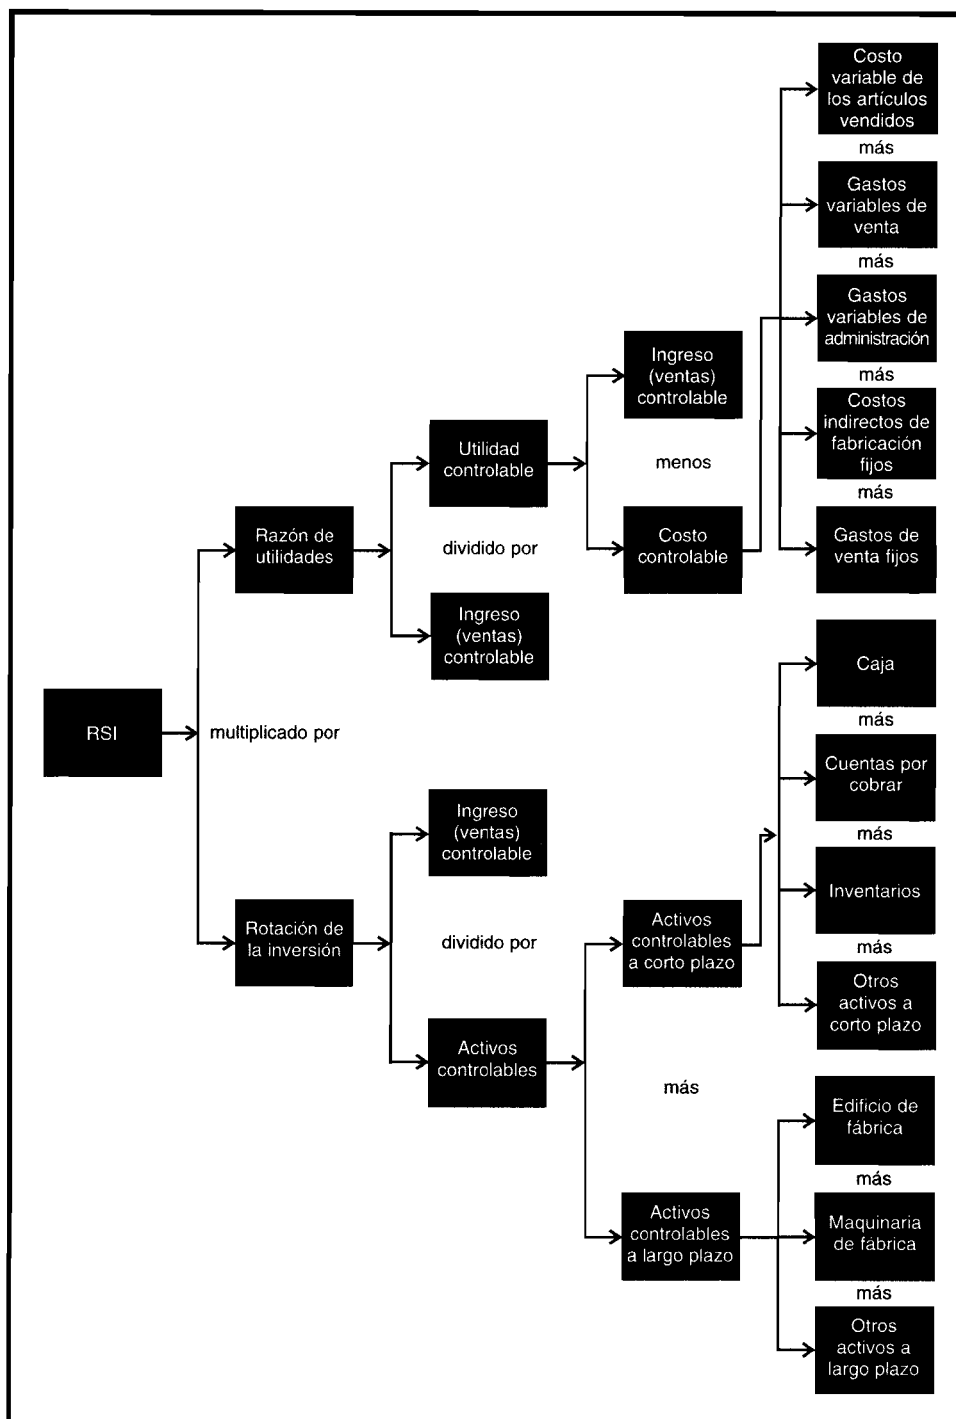 Costo
variable de
los artículos
vendidos
más
Gastos
variables de
venta
más
Gastos
variables de
administración
más
Costos
indirectos de
fabricación
fijos
más
Gastos de
venta fijos
Ingreso
(ventas)
controlable
menos
Costo
controlable
Utilidad
controlable
dividido por
Ingreso
(ventas)
controlable
Razón de
utilidades
RSI
multiplicado por
Rotación de
la inversión
Ingreso
(ventas)
controlable
dividido por
Activos
controlables
Activos
controlables
a corto plazo
más
Activos
controlables
a largo plazo
Caja
más
Cuentas por
cobrar
más
Inventarios
más
Otros
activos a
corto plazo
Edificio de
fábrica
más
Maquinaria
de fábrica
más
Otros
activos a
largo plazo